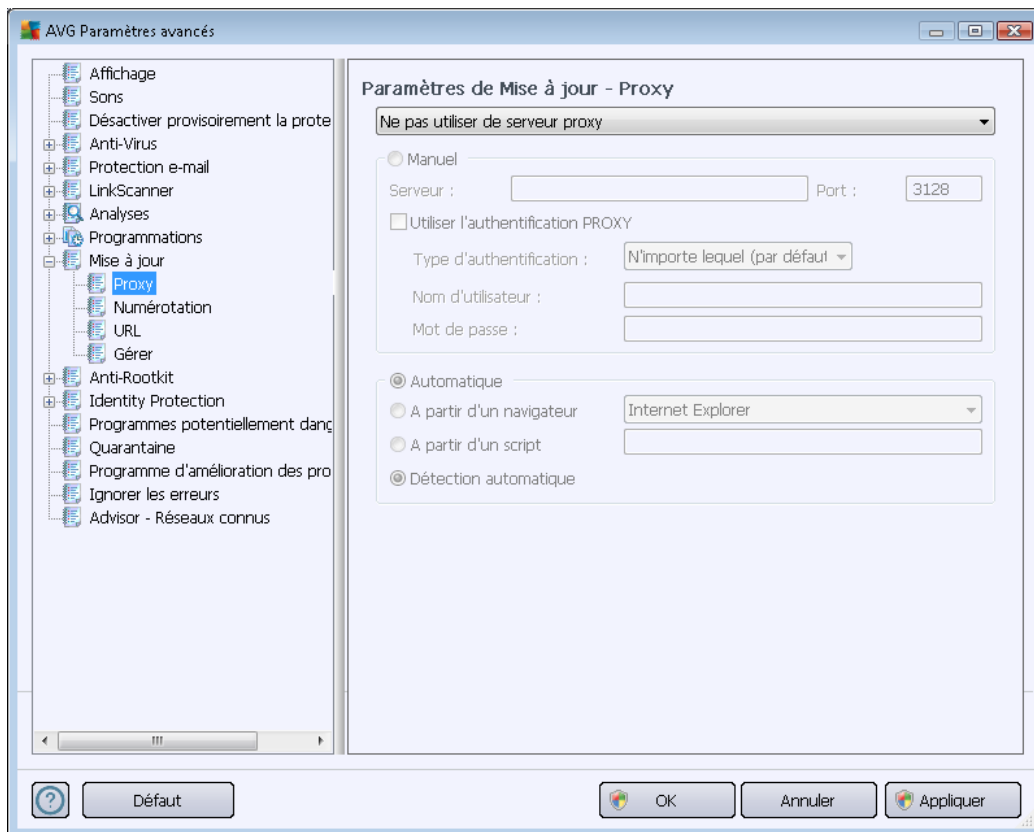 AVG Paramètres avancés
Affichage
Sons
Désactiver provisoirement la prote
Anti-Virus
Protection e-mail
LinkScanner
Analyses
Programmations
Mise à jour
Proxy
Numérotation
URL
Gérer
Anti-Rootkit
Identity Protection
Programmes potentiellement dang
Quarantaine
Programme d'amélioration des pro
Ignorer les erreurs
Advisor - Réseaux connus
Paramètres de Mise à jour - Proxy
Ne pas utiliser de serveur proxy
Manuel
Serveur : Port : 3128
Utiliser l'authentification PROXY
Type d'authentification : N'importe lequel (par défaut
Nom d'utilisateur :
Mot de passe :
Automatique
A partir d'un navigateur Internet Explorer
A partir d'un script
Détection automatique
Défaut OK Annuler Appliquer